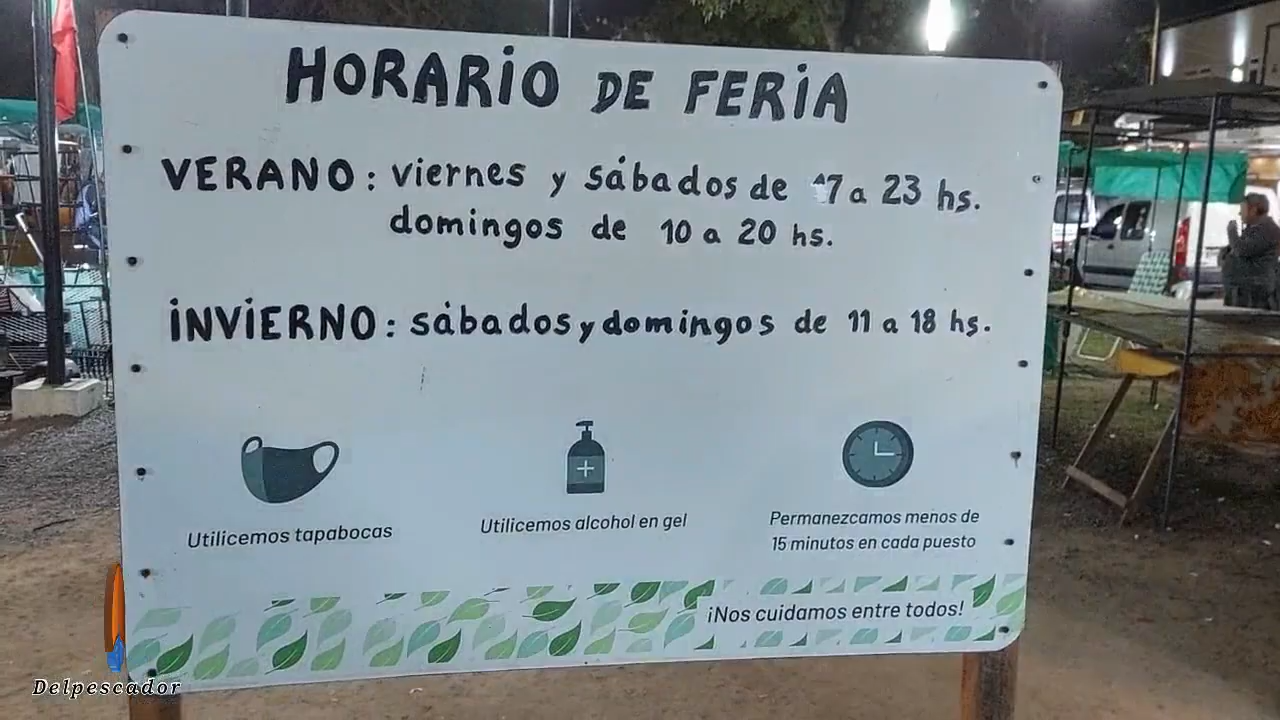 HORARIO DE FERIA
VERANO: viernes y sábados de 17 a 23 hs.
domingos de 10 a 20 hs.
INVIERNO: sábados y domingos de 11 a 18 hs.
Utilicemos tapabocas
Utilicemos alcohol en gel
Permanezcamos menos de
15 minutos en cada puesto
¡Nos cuidamos entre todos!
Delpescador